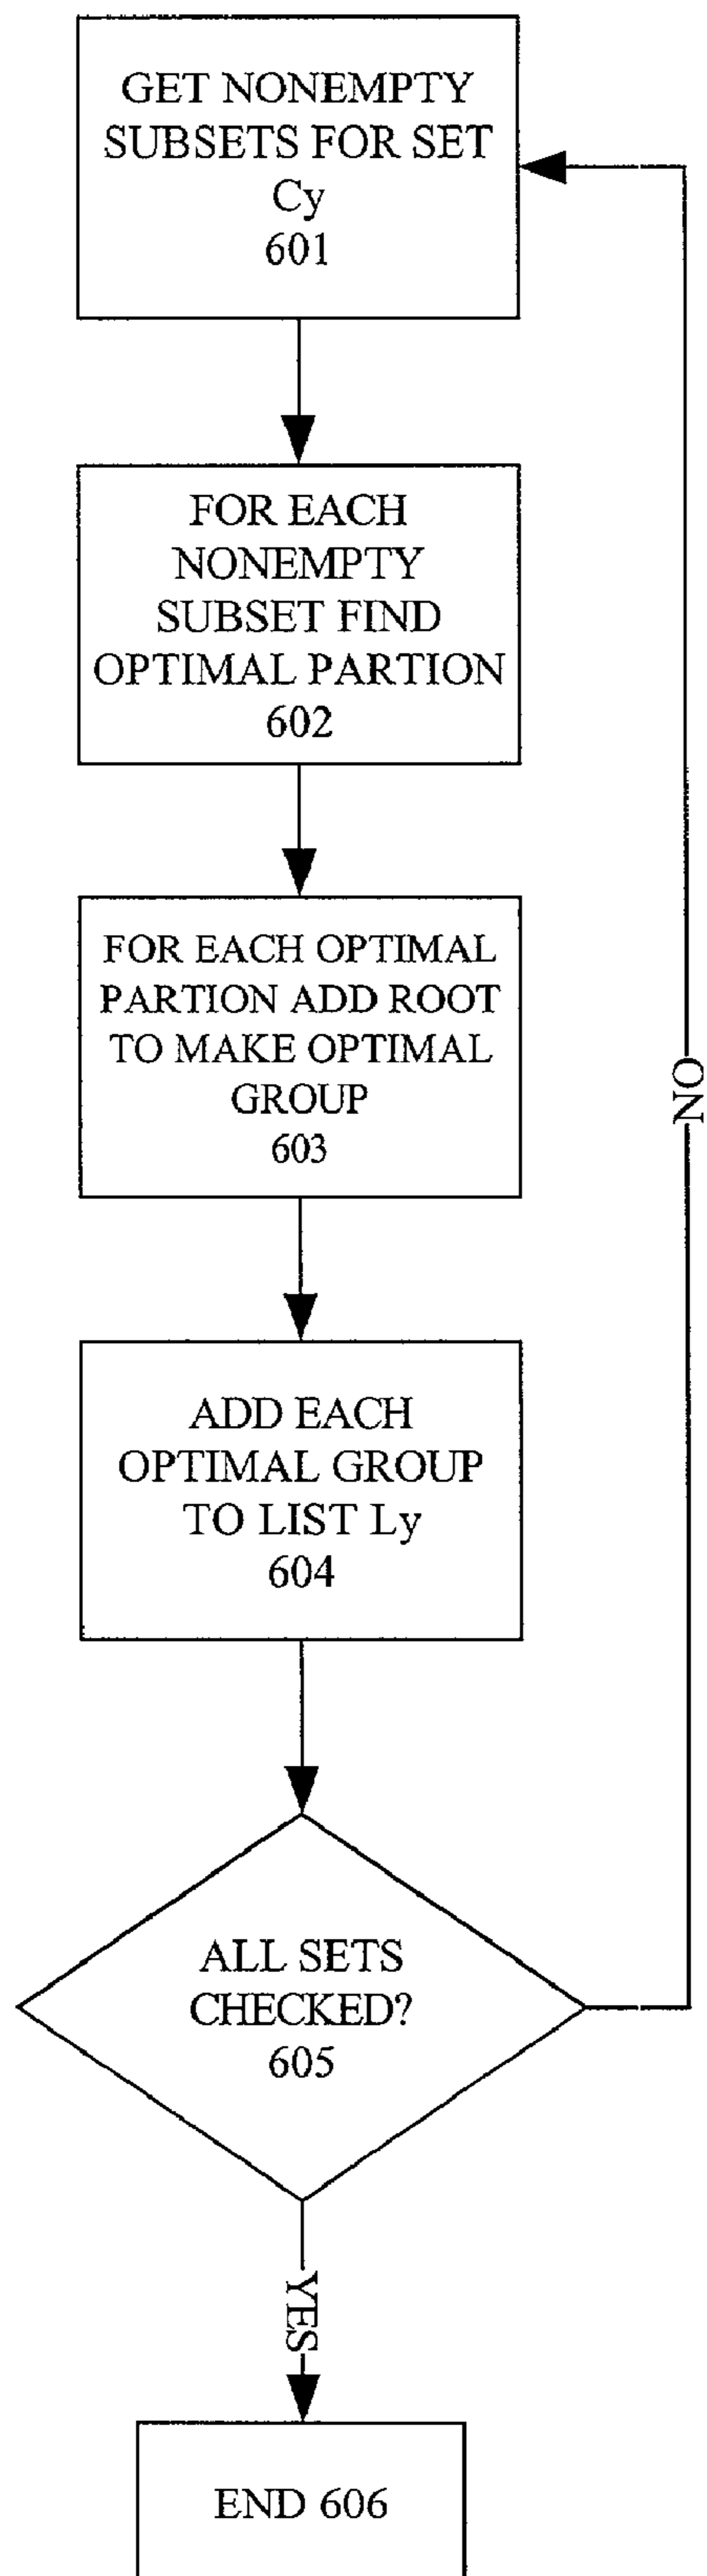 GET NONEMPTY
SUBSETS FOR SET
Cy
601
FOR EACH
NONEMPTY
SUBSET FIND
OPTIMAL PARTION
602
FOR EACH OPTIMAL
PARTION ADD ROOT
TO MAKE OPTIMAL
GROUP
603
ADD EACH
OPTIMAL GROUP
TO LIST Ly
604
ALL SETS
CHECKED?
605
NO
YES
END 606